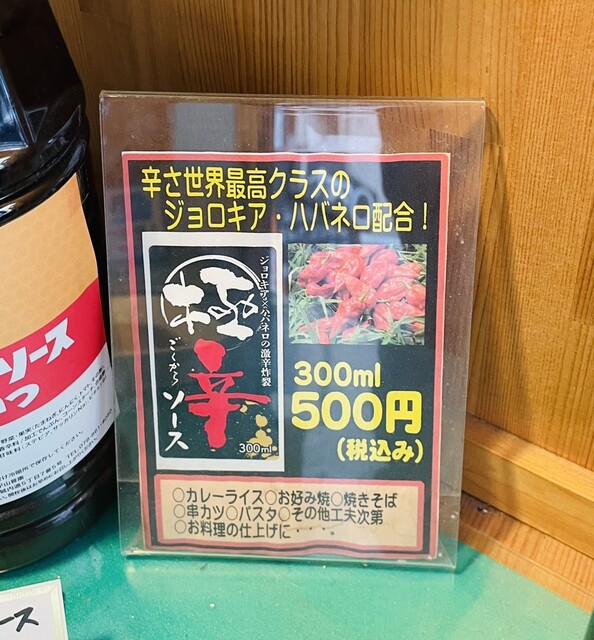 辛さ世界最高クラスの
ジョロキア・ハバネロ配合！
ジョロキア×ハバネロの激辛炸裂
極
辛
ごくから
ソース
300ml
300ml
500円
(税込み)
○カレーライス○お好み焼○焼きそば
○串カツ○パスタ○その他工夫次第
○お料理の仕上げに・・・・
ソース
つ
ース